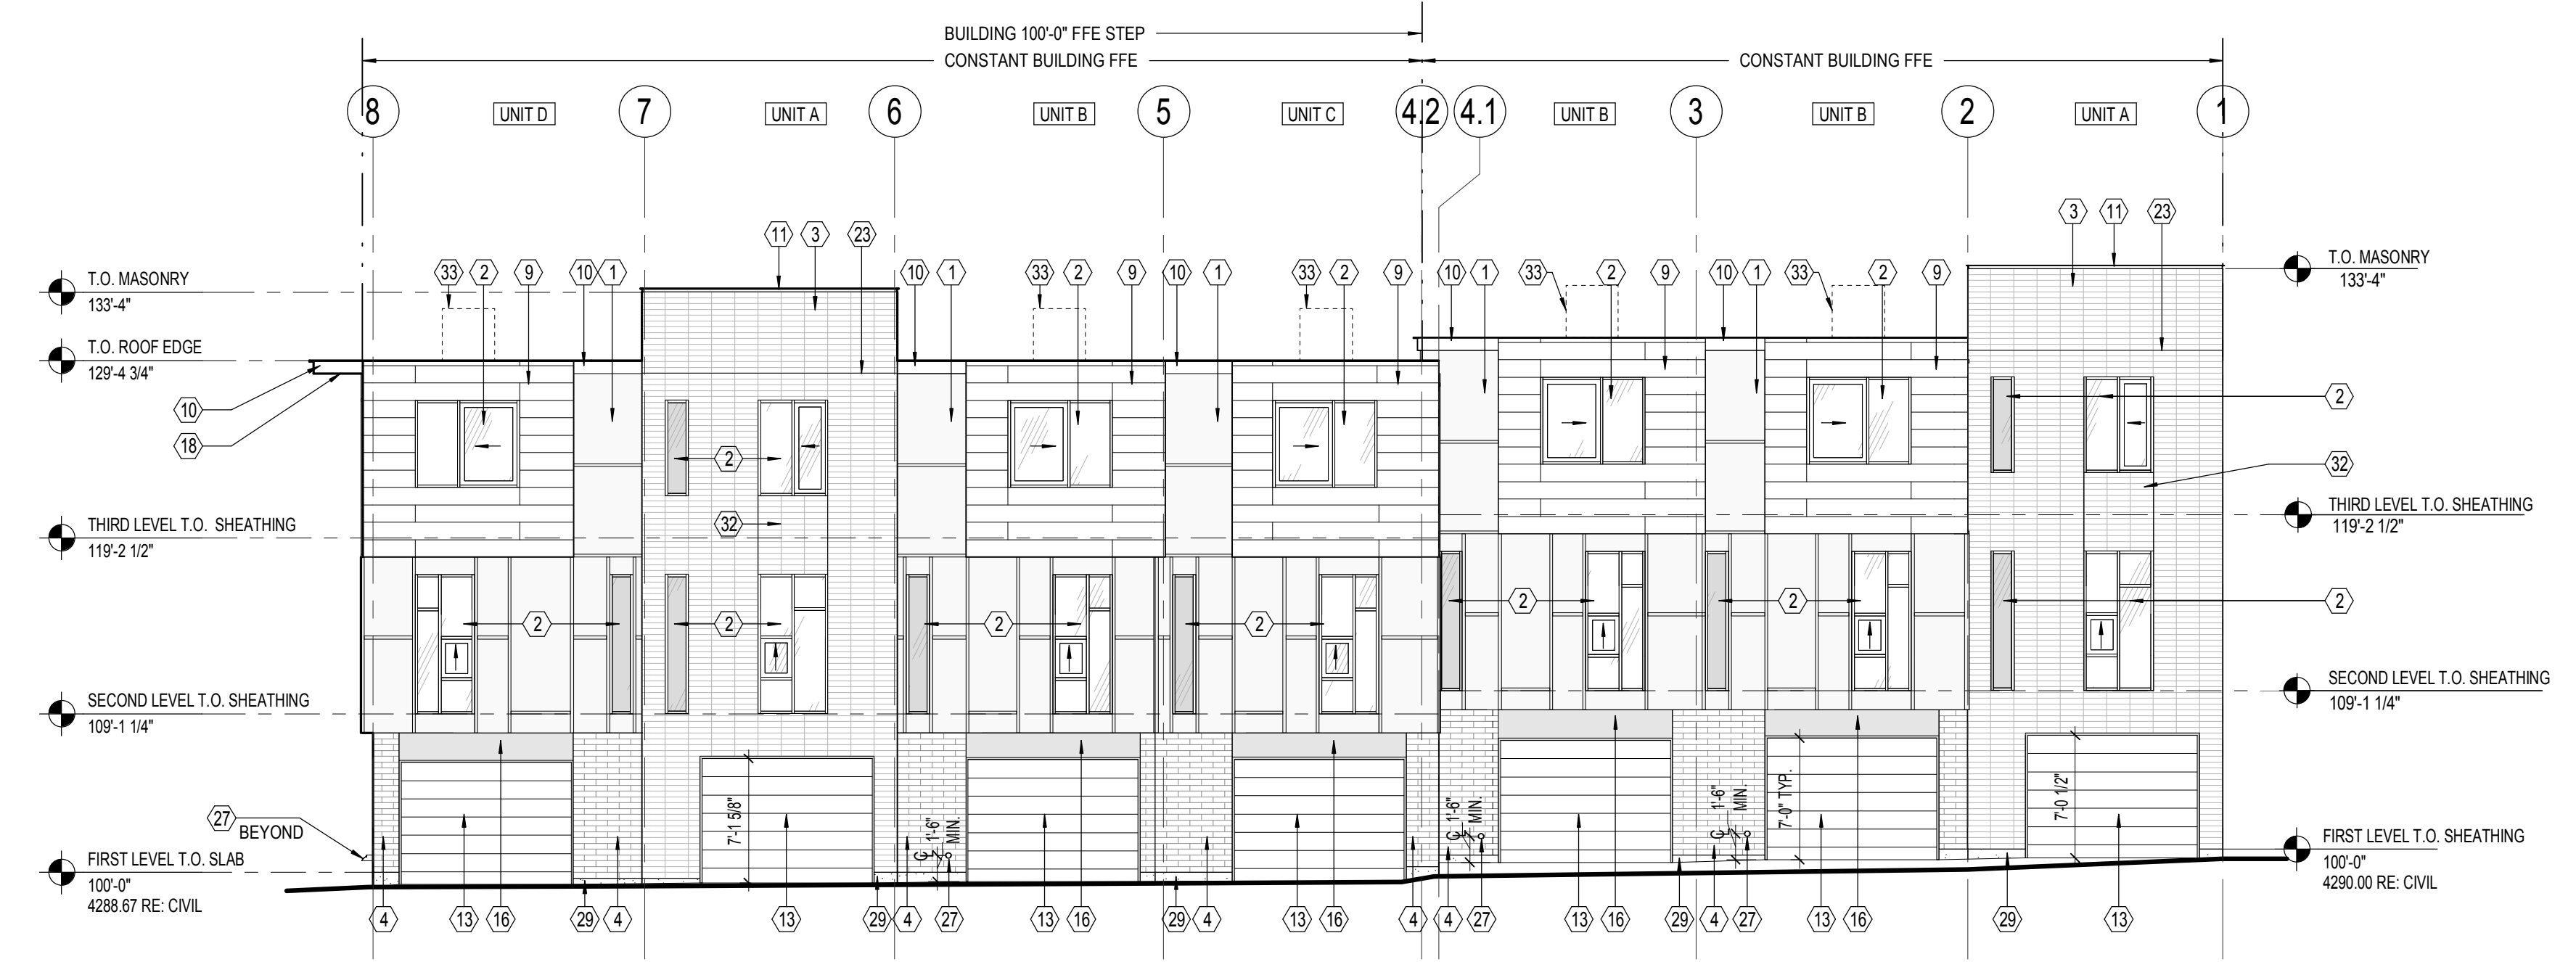 BUILDING 100'-0" FFE STEP
CONSTANT BUILDING FFE
CONSTANT BUILDING FFE
8 UNIT D 7 UNIT A 6 UNIT B 5 UNIT C 4.2 4.1 UNIT B 3 UNIT B 2 UNIT A 1
3 11 23
11 3 23
33 2 9 10 1 10 1 33 2 9 10 1 33 2 9 10 1 33 2 9 10 1 33 2 9
T.O. MASONRY
133'-4"
T.O. MASONRY
133'-4"
T.O. ROOF EDGE
129'-4 3/4"
10
18
2
2
32
32
THIRD LEVEL T.O. SHEATHING
119'-2 1/2"
THIRD LEVEL T.O. SHEATHING
119'-2 1/2"
2 2 2 2 2 2 2
SECOND LEVEL T.O. SHEATHING
109'-1 1/4"
SECOND LEVEL T.O. SHEATHING
109'-1 1/4"
7'-1 5/8"
℄ 1'-6"
MIN.
℄ 1'-6"
MIN.
℄ 1'-6"
MIN.
7'-0" TYP.
7'-0 1/2"
27
BEYOND
FIRST LEVEL T.O. SLAB
100'-0"
4288.67 RE: CIVIL
FIRST LEVEL T.O. SHEATHING
100'-0"
4290.00 RE: CIVIL
4 13 16 29 4 13 29 4 27 13 16 29 4 13 16 4 4 27 13 16 29 4 27 13 16 29 13